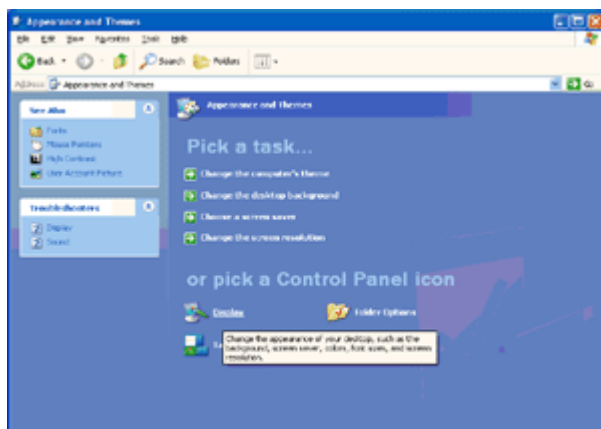 Appearance and Themes
File Edit View Favorites Tools Help
Back Search Folders
Address Appearance and Themes Go
See Also
Fonts
Mouse Pointers
High Contrast
User Account Picture
Troubleshooters
Display
Sound
Appearance and Themes
Pick a task...
Change the computer's theme
Change the desktop background
Choose a screen saver
Change the screen resolution
or pick a Control Panel icon
Display Folder Options
Change the appearance of your desktop, such as the
background, screen saver, colors, font sizes, and screen
resolution.